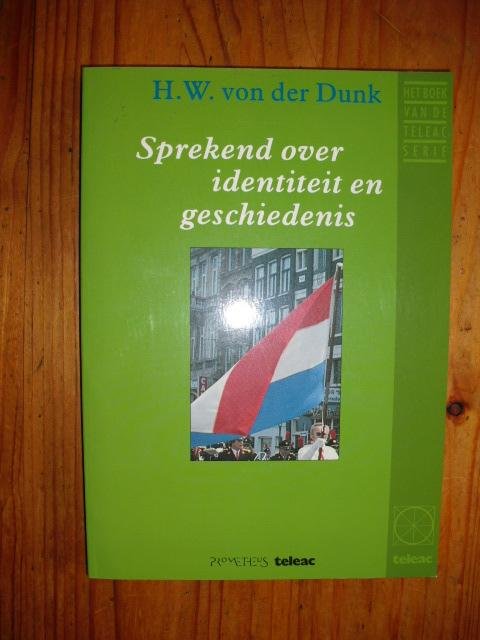 H.W. von der Dunk
HET BOEK
VAN DE
TELEAC
SERIE
Sprekend over
identiteit en
geschiedenis
PROMETHEUS teleac
teleac